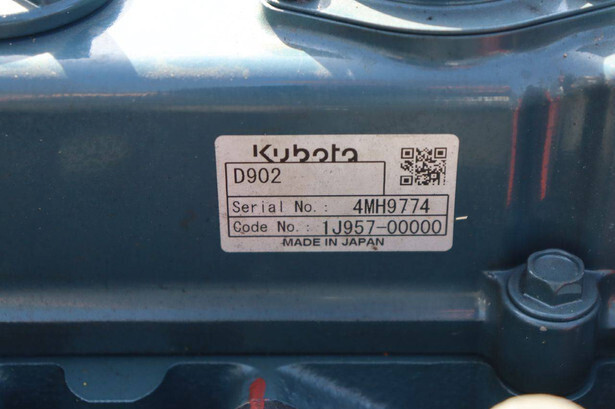 Kubota
D902
Serial No.: 4MH9774
Code No.: 1J957-00000
MADE IN JAPAN